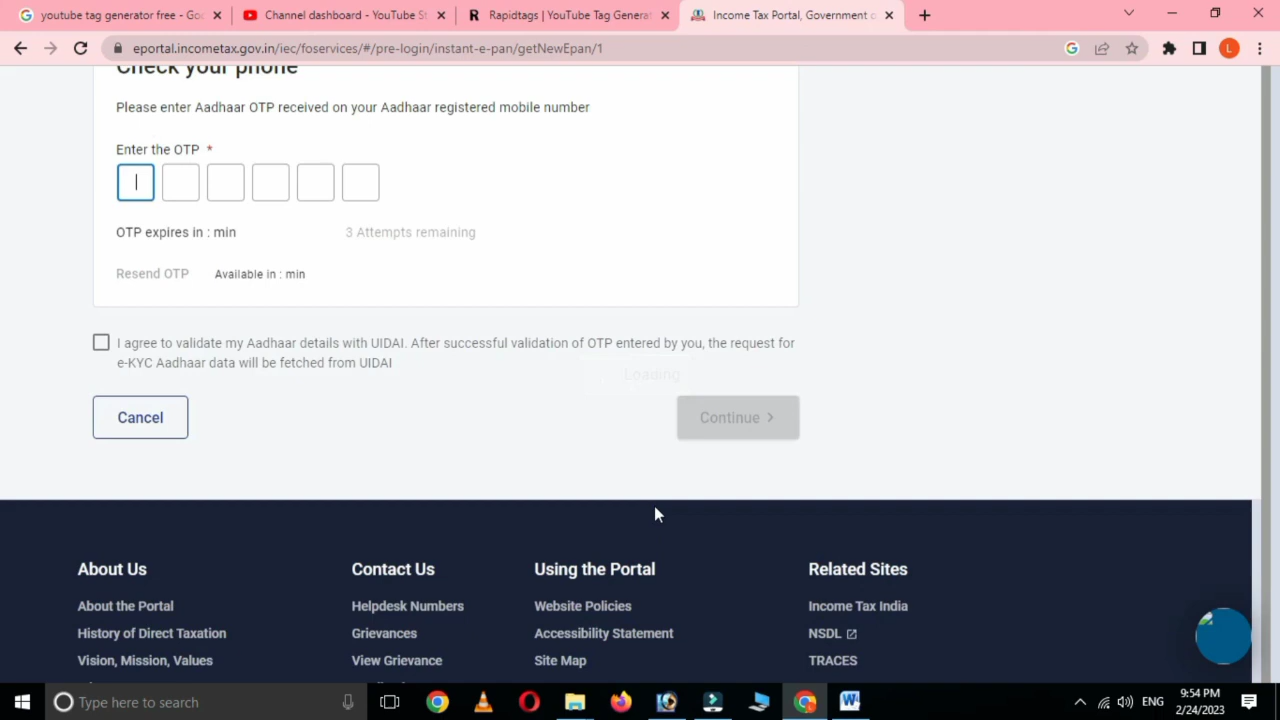 youtube tag generator free - Goo
Channel dashboard - YouTube St
Rapidtags | YouTube Tag Generat
Income Tax Portal, Government o
eportal.incometax.gov.in/iec/foservices/#/pre-login/instant-e-pan/getNewEpan/1
L
Check your phone
Please enter Aadhaar OTP received on your Aadhaar registered mobile number
Enter the OTP *
OTP expires in : min
3 Attempts remaining
Resend OTP
Available in : min
I agree to validate my Aadhaar details with UIDAI. After successful validation of OTP entered by you, the request for
e-KYC Aadhaar data will be fetched from UIDAI
Loading
Cancel
Continue
About Us
Contact Us
Using the Portal
Related Sites
About the Portal
Helpdesk Numbers
Website Policies
Income Tax India
History of Direct Taxation
Grievances
Accessibility Statement
NSDL
Vision, Mission, Values
View Grievance
Site Map
TRACES
Type here to search
ENG
9:54 PM
2/24/2023